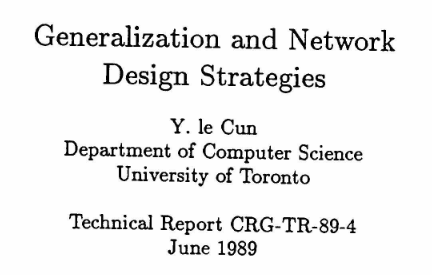 Generalization and Network
Design Strategies
Y. le Cun
Department of Computer Science
University of Toronto
Technical Report CRG-TR-89-4
June 1989